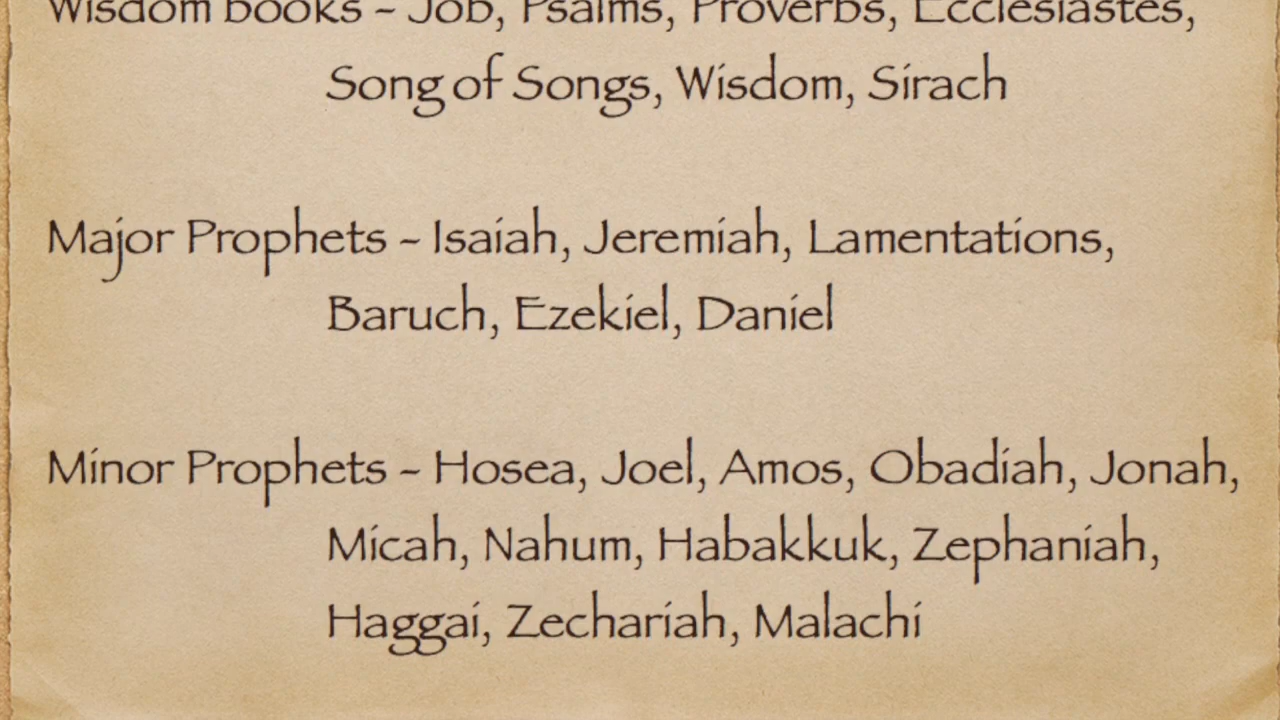 Wisdom books - Job, Psalms, Proverbs, Ecclesiastes,
Song of Songs, Wisdom, Sirach
Major Prophets - Isaiah, Jeremiah, Lamentations,
Baruch, Ezekiel, Daniel
Minor Prophets - Hosea, Joel, Amos, Obadiah, Jonah,
Micah, Nahum, Habakkuk, Zephaniah,
Haggai, Zechariah, Malachi